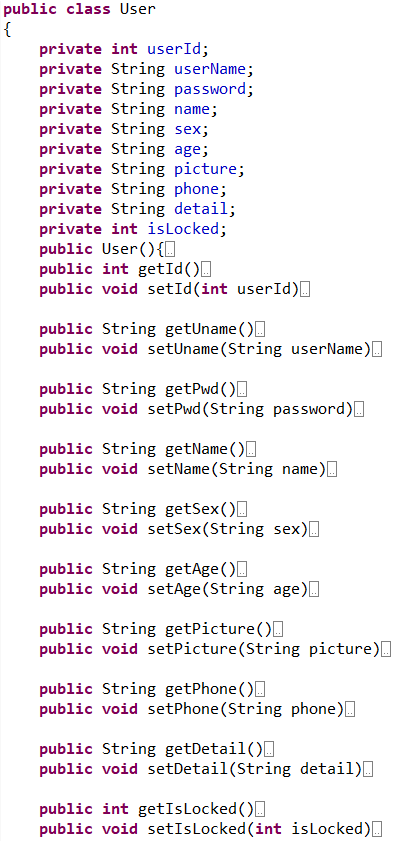 public class User
{
private int userId;
private String userName;
private String password;
private String name;
private String sex;
private String age;
private String picture;
private String phone;
private String detail;
private int isLocked;
public User(){
public int getId()
public void setId(int userId)
public String getUname()
public void setUname(String userName)
public String getPwd()
public void setPwd(String password)
public String getName()
public void setName(String name)
public String getSex()
public void setSex(String sex)
public String getAge()
public void setAge(String age)
public String getPicture()
public void setPicture(String picture)
public String getPhone()
public void setPhone(String phone)
public String getDetail()
public void setDetail(String detail)
public int getIsLocked()
public void setIsLocked(int isLocked)